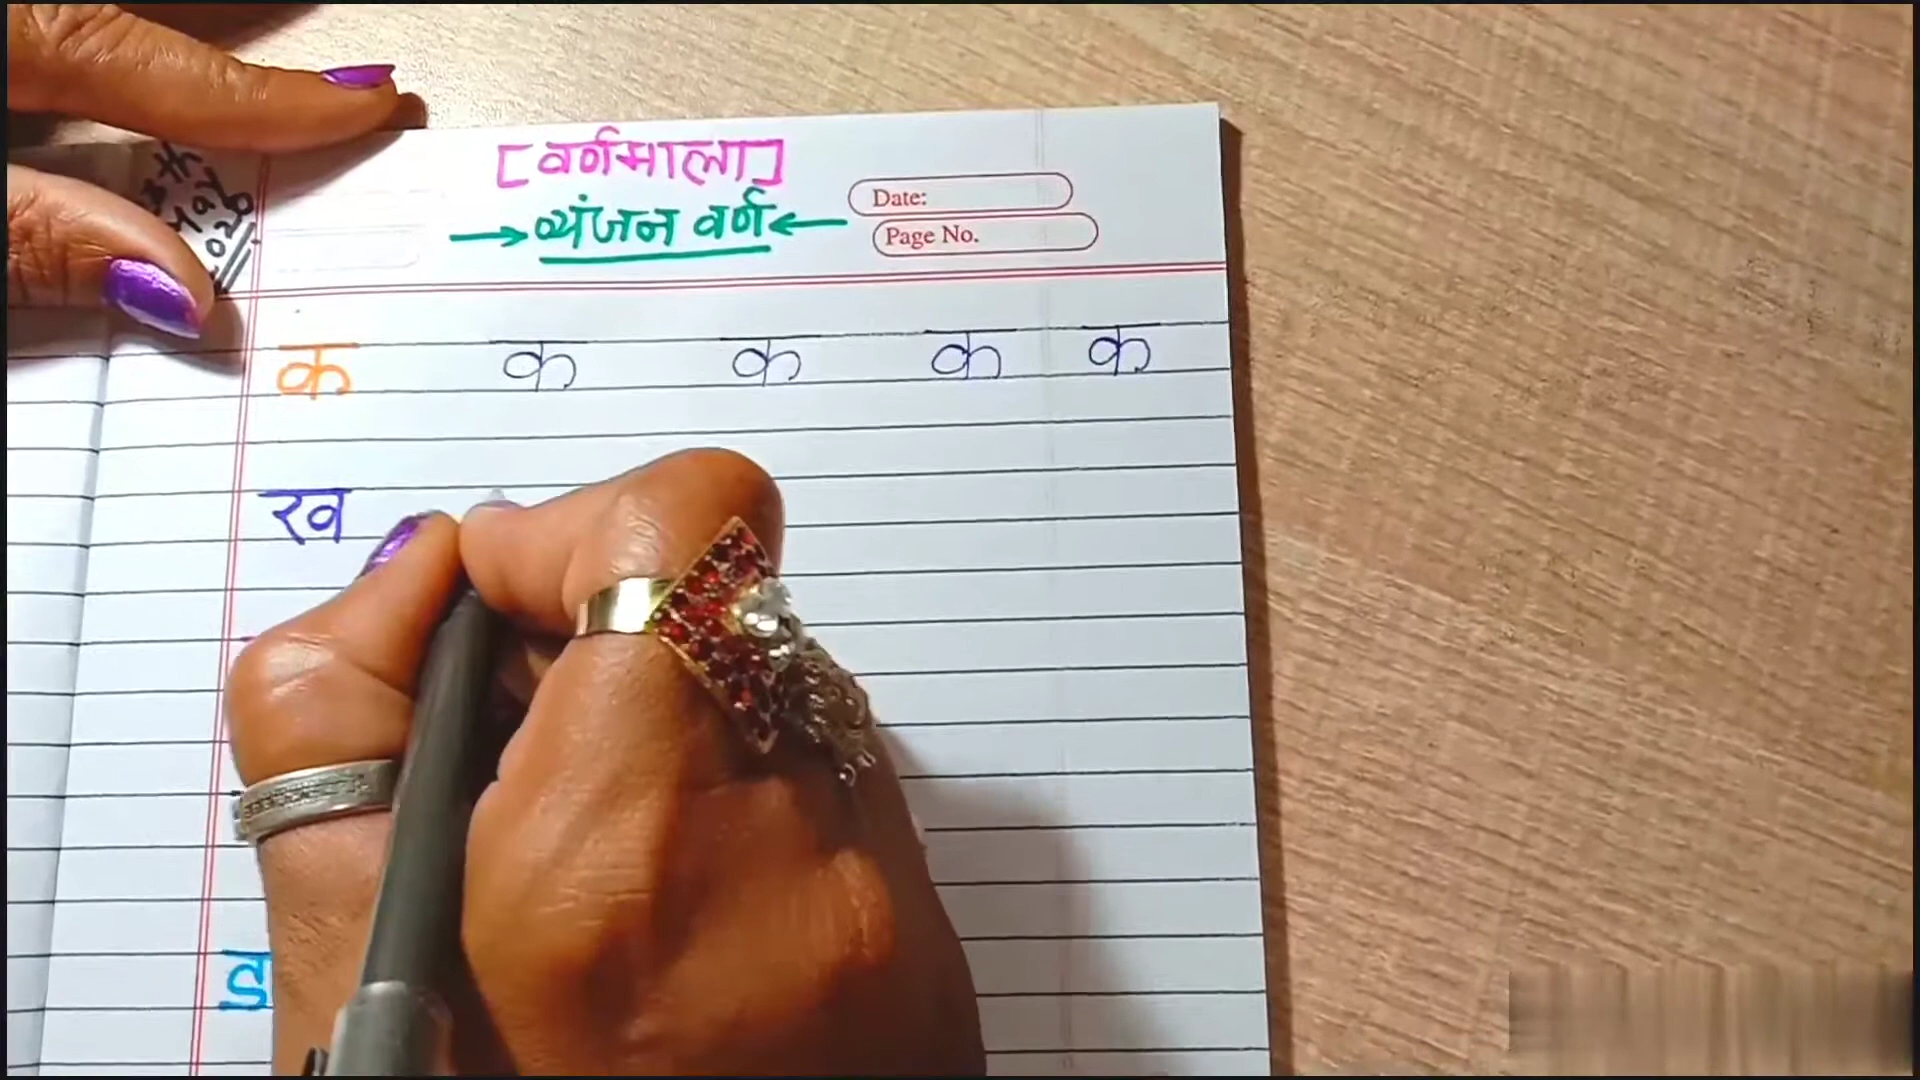 [वर्णमाला]
→व्यंजन वर्ण←
Date:
Page No.
क क क क क
ख